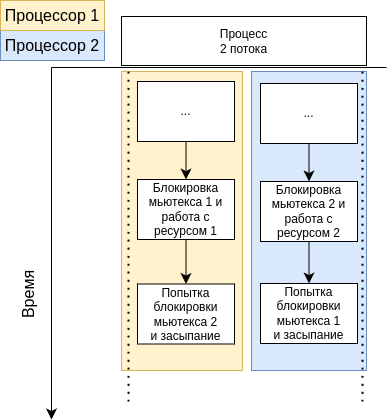 Процессор 1
Процессор 2
Процесс
2 потока
...
...
Блокировка
мьютекса 1 и
работа с
ресурсом 1
Блокировка
мьютекса 2 и
работа с
ресурсом 2
Попытка
блокировки
мьютекса 2
и засыпание
Попытка
блокировки
мьютекса 1
и засыпание
Время